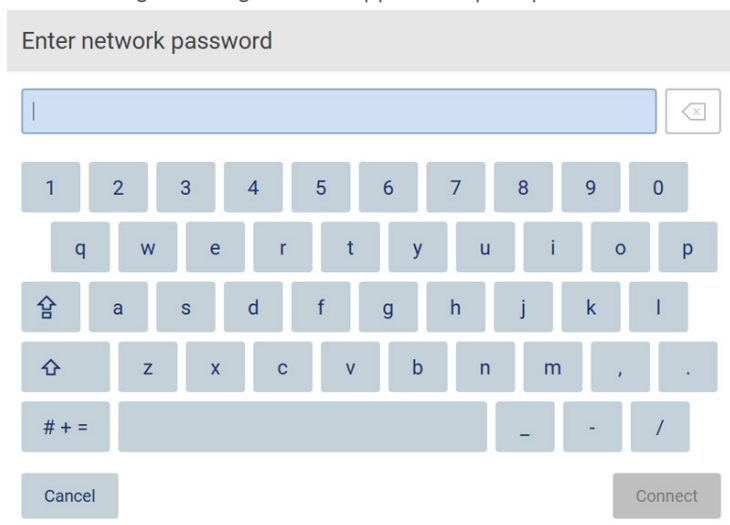 Enter network password
1 2 3 4 5 6 7 8 9 0
q w e r t y u i o p
a s d f g h j k l
z x c v b n m , .
# + = _ - /
Cancel Connect